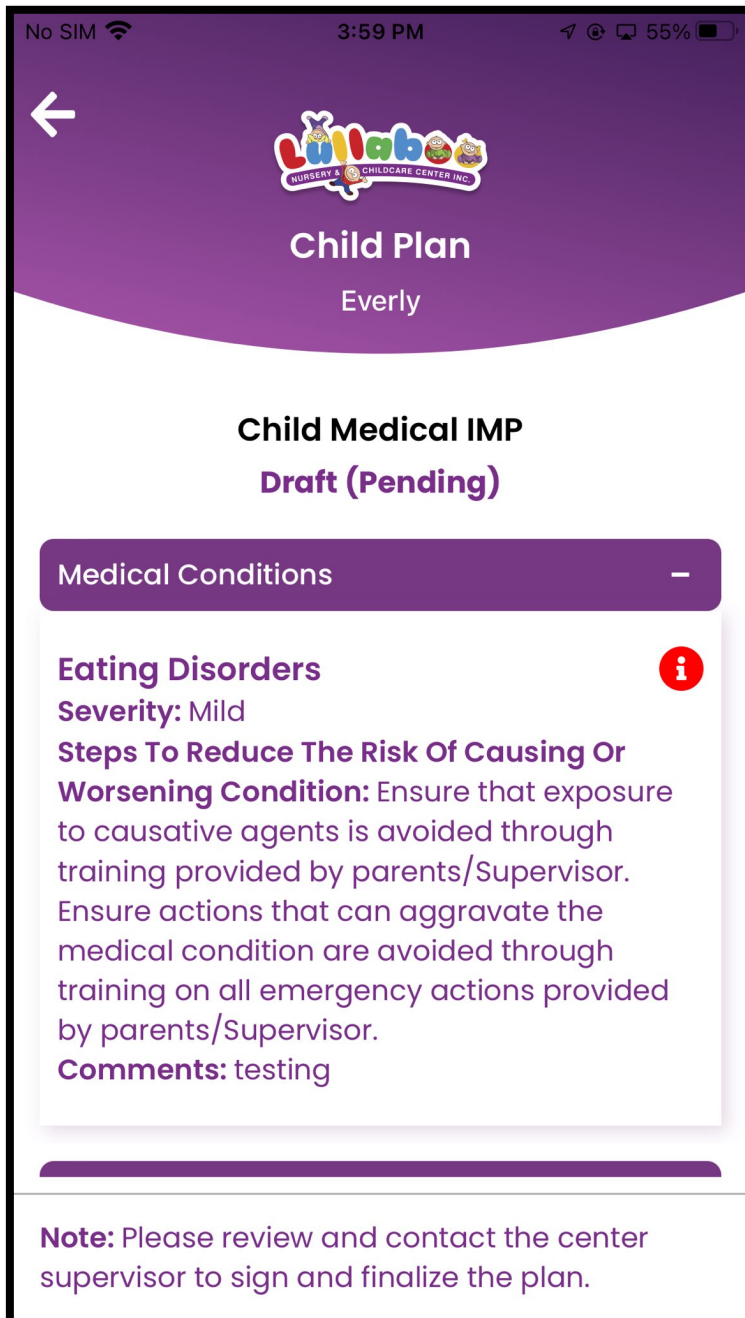 No SIM 3:59 PM 55%
Lullaboo
NURSERY & CHILDCARE CENTER INC.
Child Plan
Everly
Child Medical IMP
Draft (Pending)
Medical Conditions −
Eating Disorders
Severity: Mild
Steps To Reduce The Risk Of Causing Or
Worsening Condition: Ensure that exposure
to causative agents is avoided through
training provided by parents/Supervisor.
Ensure actions that can aggravate the
medical condition are avoided through
training on all emergency actions provided
by parents/Supervisor.
Comments: testing
Note: Please review and contact the center
supervisor to sign and finalize the plan.